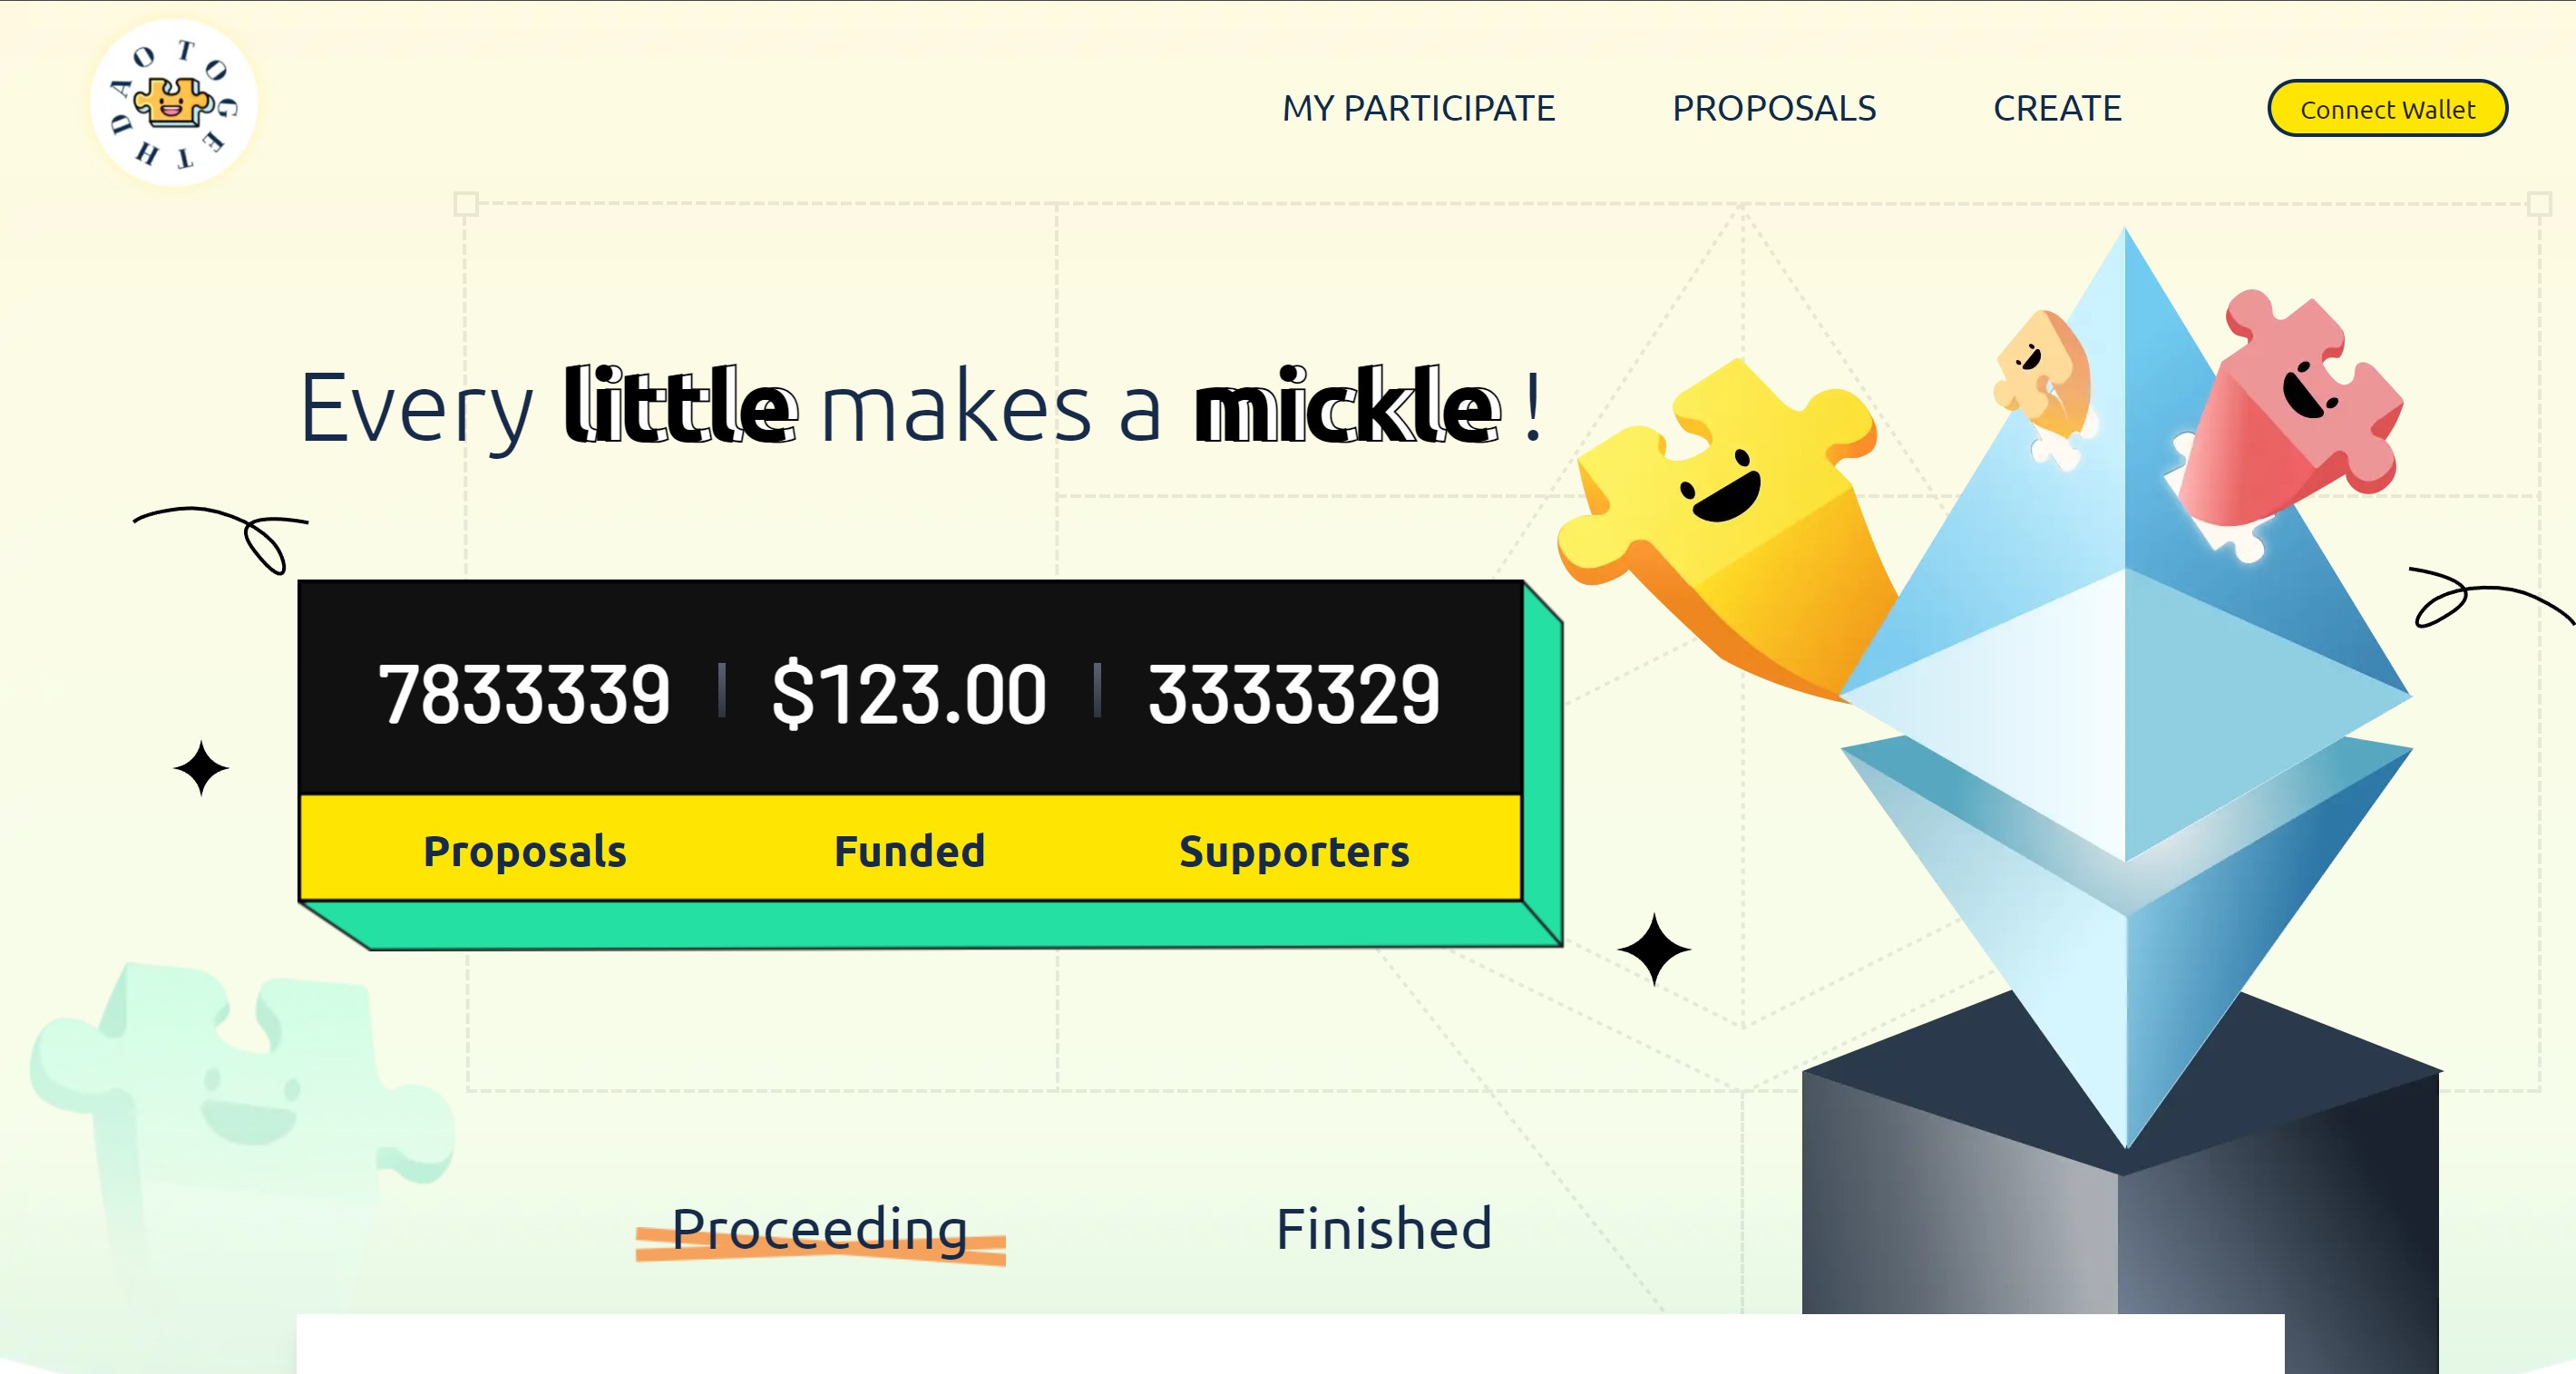 DAO TOGETH
MY PARTICIPATE PROPOSALS CREATE Connect Wallet
Every little makes a mickle !
7833339 $123.00 3333329
Proposals Funded Supporters
Proceeding Finished